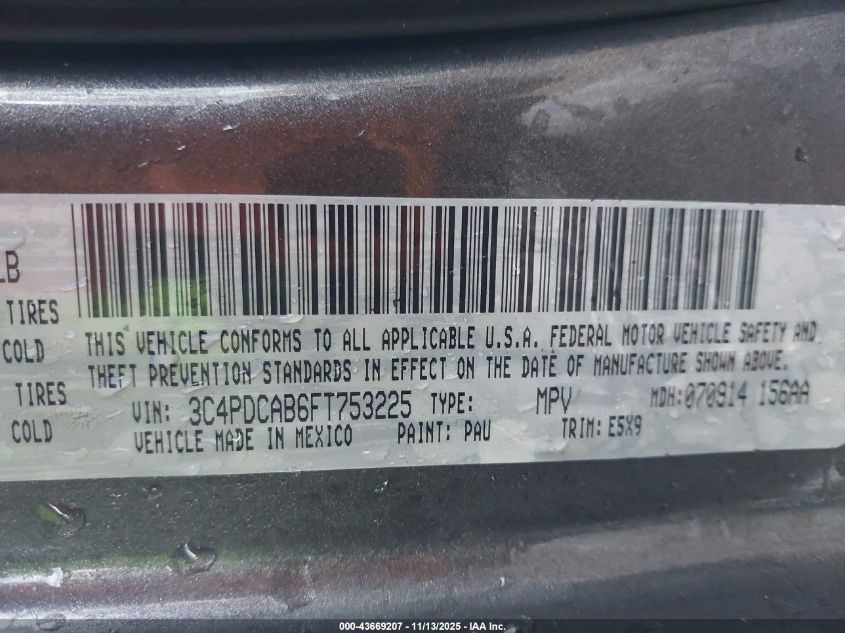 LB
TIRES
COLD
TIRES
COLD
THIS VEHICLE CONFORMS TO ALL APPLICABLE U.S.A. FEDERAL MOTOR VEHICLE SAFETY AND
THEFT PREVENTION STANDARDS IN EFFECT ON THE DATE OF MANUFACTURE SHOWN ABOVE.
VIN: 3C4PDCAB6FT753225 TYPE: MPV MDH: 070914 156AA
VEHICLE MADE IN MEXICO PAINT: PAU TRIM: E5X9
000-43669207 - 11/13/2025 - IAA Inc.